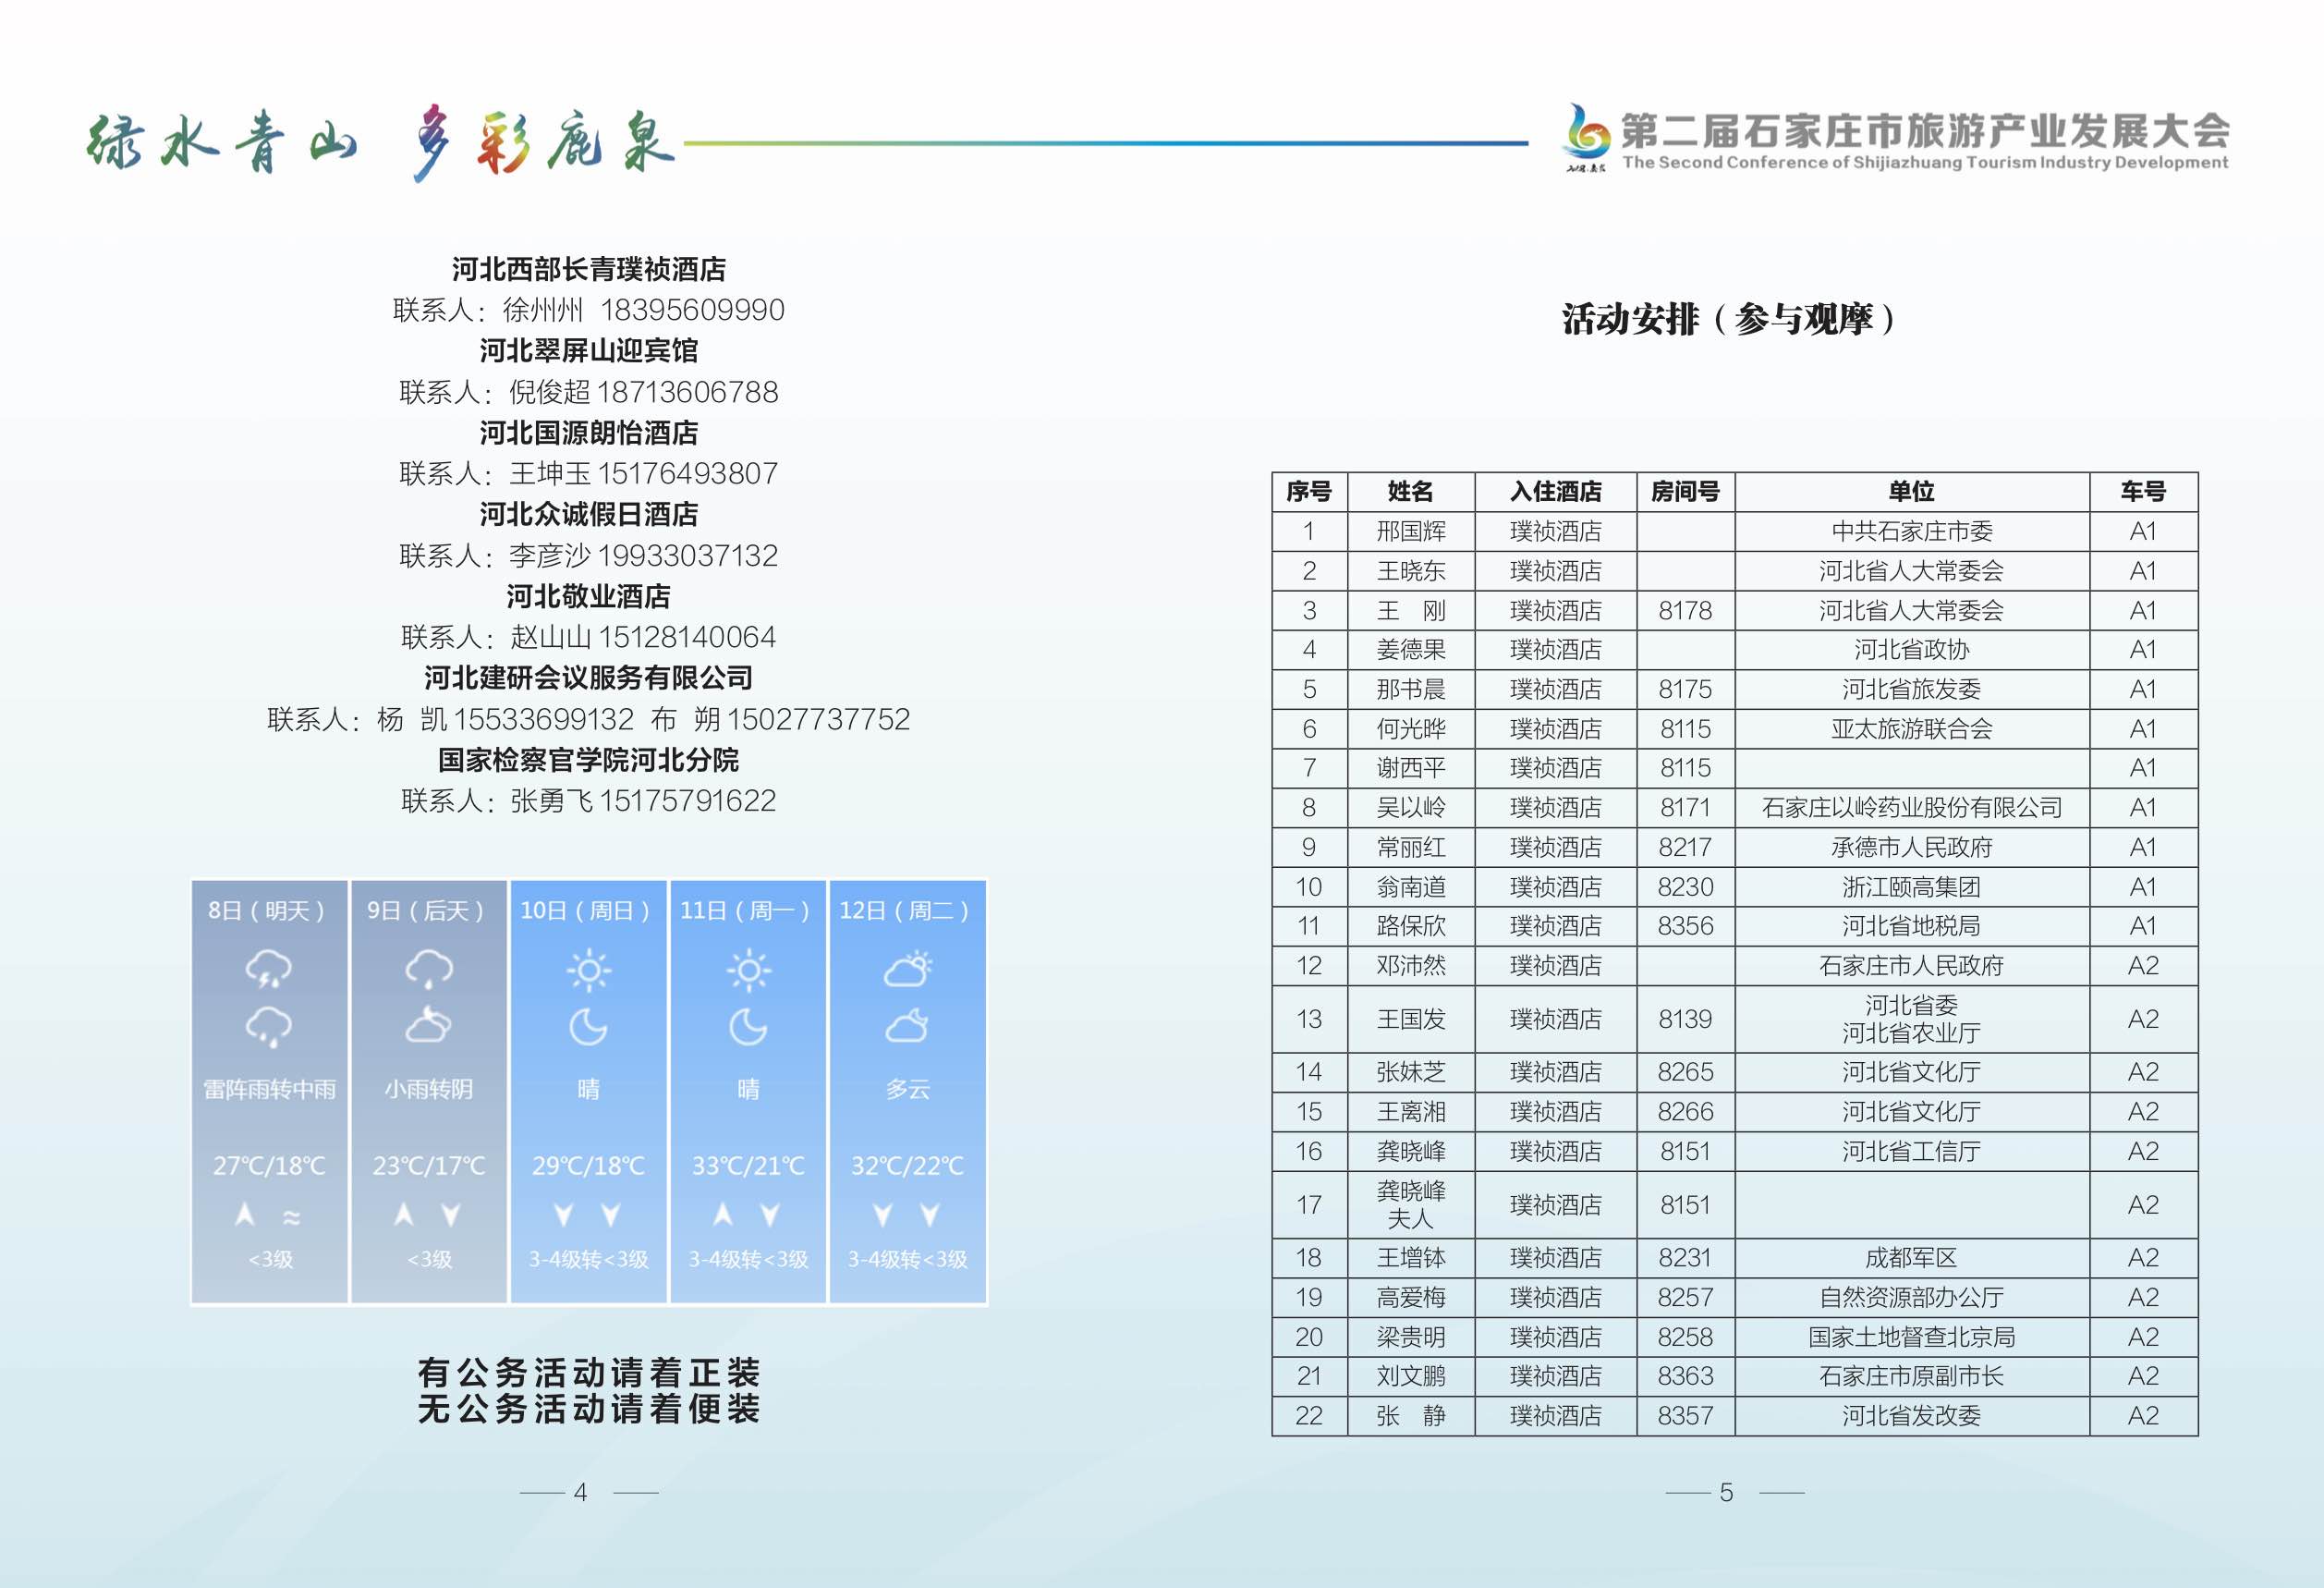 绿水青山 多彩鹿泉
第二届石家庄市旅游产业发展大会
The Second Conference of Shijiazhuang Tourism Industry Development
河北西部长青璞祯酒店
联系人：徐州州 18395609990
河北翠屏山迎宾馆
联系人：倪俊超 18713606788
河北国源朗怡酒店
联系人：王坤玉 15176493807
河北众诚假日酒店
联系人：李彦沙 19933037132
河北敬业酒店
联系人：赵山山 15128140064
河北建研会议服务有限公司
联系人：杨 凯 15533699132 布 朔 15027737752
国家检察官学院河北分院
联系人：张勇飞 15175791622
8日（明天） 9日（后天） 10日（周日） 11日（周一） 12日（周二）
雷阵雨转中雨 小雨转阴 晴 晴 多云
27℃/18℃ 23℃/17℃ 29℃/18℃ 33℃/21℃ 32℃/22℃
<3级 <3级 3-4级转<3级 3-4级转<3级 3-4级转<3级
有公务活动请着正装
无公务活动请着便装
4
活动安排（参与观摩）
序号 姓名 入住酒店 房间号 单位 车号
1 邢国辉 璞祯酒店 中共石家庄市委 A1
2 王晓东 璞祯酒店 河北省人大常委会 A1
3 王 刚 璞祯酒店 8178 河北省人大常委会 A1
4 姜德果 璞祯酒店 河北省政协 A1
5 那书晨 璞祯酒店 8175 河北省旅发委 A1
6 何光晔 璞祯酒店 8115 亚太旅游联合会 A1
7 谢西平 璞祯酒店 8115 A1
8 吴以岭 璞祯酒店 8171 石家庄以岭药业股份有限公司 A1
9 常丽红 璞祯酒店 8217 承德市人民政府 A1
10 翁南道 璞祯酒店 8230 浙江颐高集团 A1
11 路保欣 璞祯酒店 8356 河北省地税局 A1
12 邓沛然 璞祯酒店 石家庄市人民政府 A2
13 王国发 璞祯酒店 8139 河北省委
河北省农业厅 A2
14 张妹芝 璞祯酒店 8265 河北省文化厅 A2
15 王离湘 璞祯酒店 8266 河北省文化厅 A2
16 龚晓峰 璞祯酒店 8151 河北省工信厅 A2
17 龚晓峰
夫人 璞祯酒店 8151 A2
18 王增钵 璞祯酒店 8231 成都军区 A2
19 高爱梅 璞祯酒店 8257 自然资源部办公厅 A2
20 梁贵明 璞祯酒店 8258 国家土地督查北京局 A2
21 刘文鹏 璞祯酒店 8363 石家庄市原副市长 A2
22 张 静 璞祯酒店 8357 河北省发改委 A2
5